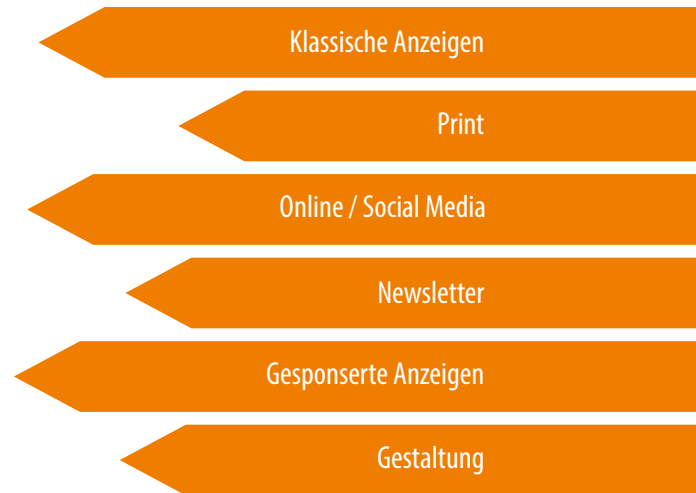 Klassische Anzeigen
Print
Online / Social Media
Newsletter
Gesponserte Anzeigen
Gestaltung